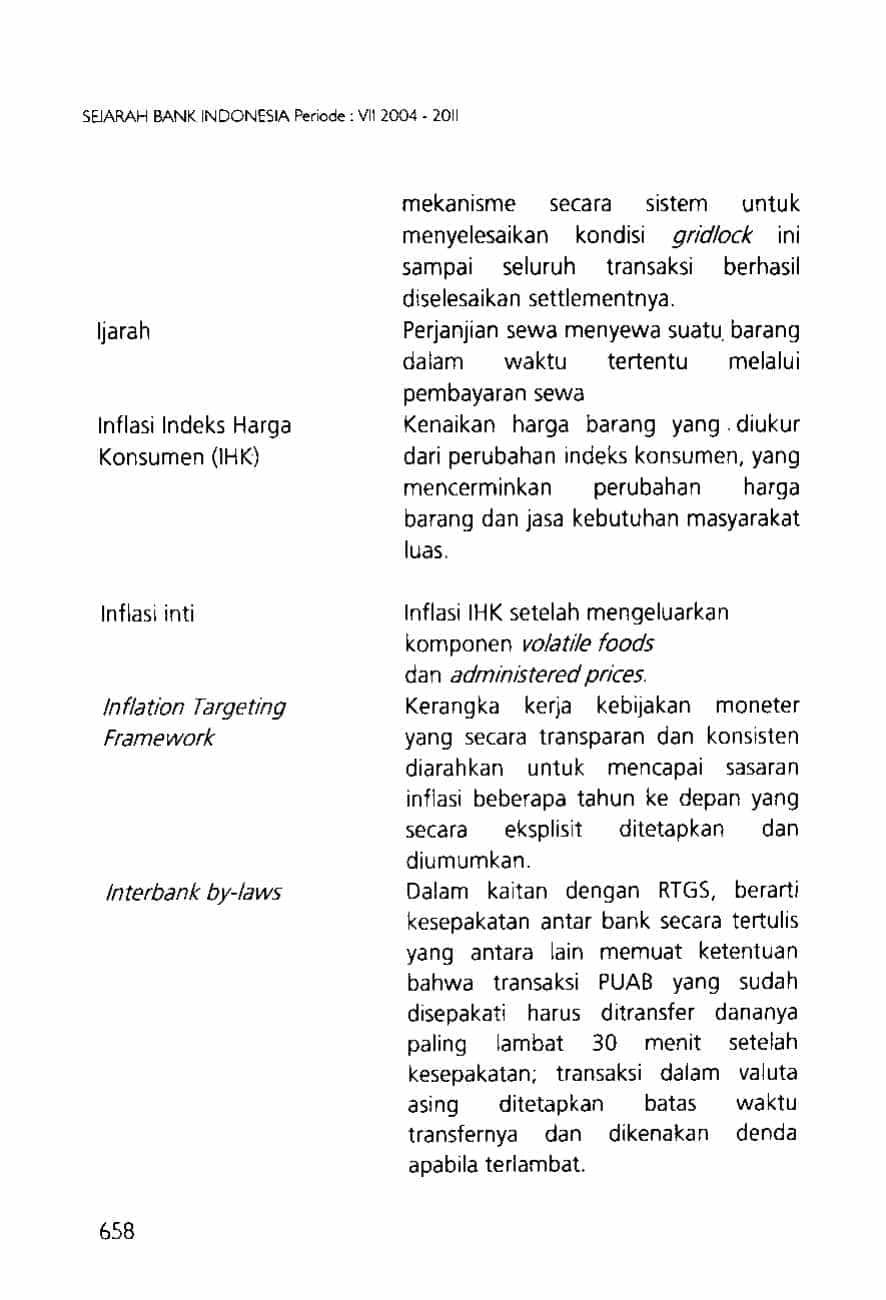 SEJARAH BANK INDONESIA Periode : VII 2004 - 2011
mekanisme secara sistem untuk
menyelesaikan kondisi gridlock ini
sampai seluruh transaksi berhasil
diselesaikan settlementnya.
Ijarah
Perjanjian sewa menyewa suatu barang
dalam waktu tertentu melalui
pembayaran sewa
Inflasi Indeks Harga
Konsumen (IHK)
Kenaikan harga barang yang diukur
dari perubahan indeks konsumen, yang
mencerminkan perubahan harga
barang dan jasa kebutuhan masyarakat
luas.
Inflasi inti
Inflasi IHK setelah mengeluarkan
komponen volatile foods
dan administered prices.
Inflation Targeting
Framework
Kerangka kerja kebijakan moneter
yang secara transparan dan konsisten
diarahkan untuk mencapai sasaran
inflasi beberapa tahun ke depan yang
secara eksplisit ditetapkan dan
diumumkan.
Interbank by-laws
Dalam kaitan dengan RTGS, berarti
kesepakatan antar bank secara tertulis
yang antara lain memuat ketentuan
bahwa transaksi PUAB yang sudah
disepakati harus ditransfer dananya
paling lambat 30 menit setelah
kesepakatan; transaksi dalam valuta
asing ditetapkan batas waktu
transfernya dan dikenakan denda
apabila terlambat.
658